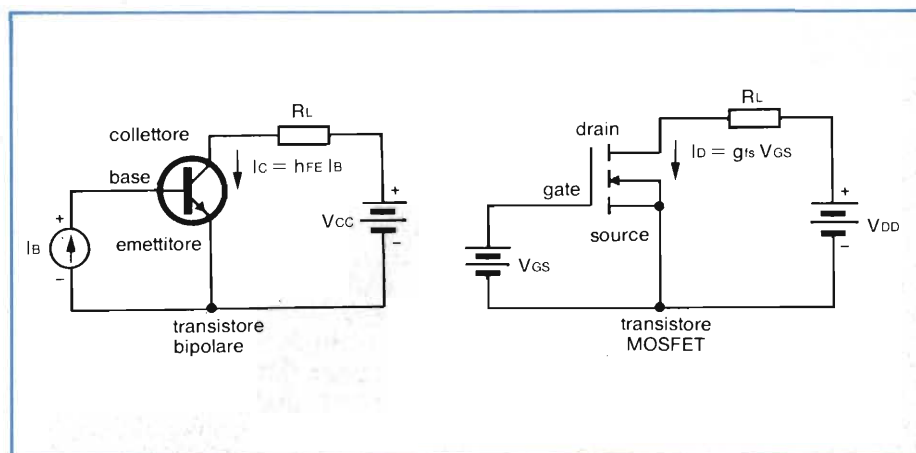 RL
collettore
IC = hFE IB
base
+
VCC
−
emettitore
+
IB
−
transistore
bipolare
RL
drain
ID = gfs VGS
gate
+
VDD
−
source
+
VGS
−
transistore
MOSFET